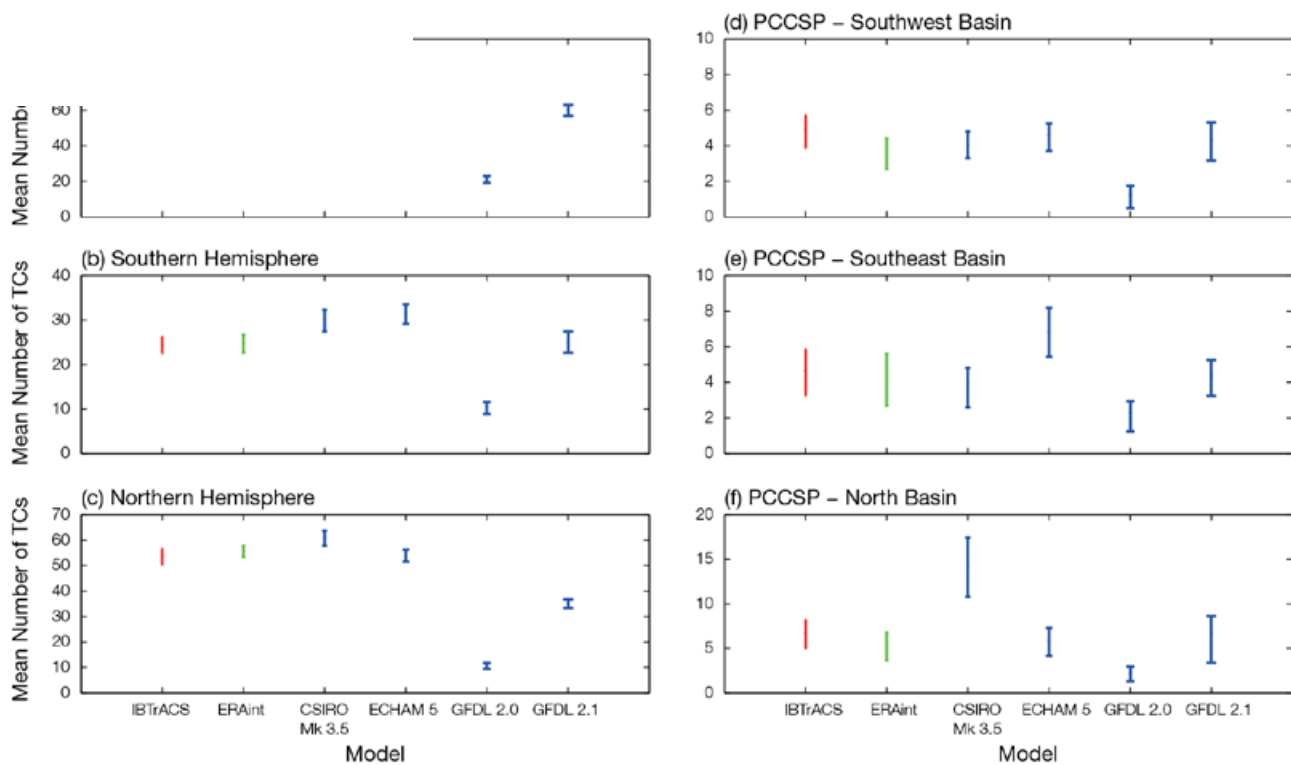 Mean Numb
60
40
20
0
(b) Southern Hemisphere
Mean Number of TCs
40
30
20
10
0
(c) Northern Hemisphere
Mean Number of TCs
70
60
50
40
30
20
10
0
IBTrACS ERAint CSIRO Mk 3.5 ECHAM 5 GFDL 2.0 GFDL 2.1
Model
(d) PCCSP – Southwest Basin
10
8
6
4
2
0
(e) PCCSP – Southeast Basin
10
8
6
4
2
0
(f) PCCSP – North Basin
20
15
10
5
0
IBTrACS ERAint CSIRO Mk 3.5 ECHAM 5 GFDL 2.0 GFDL 2.1
Model